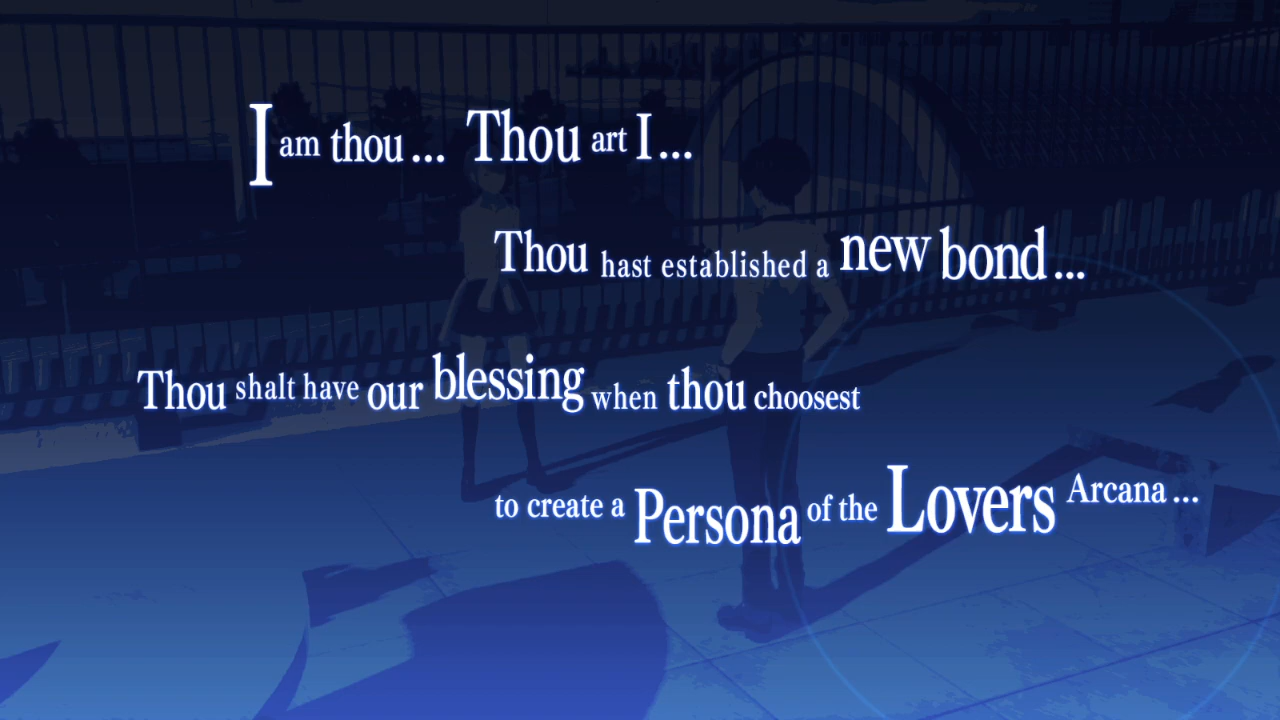 I am thou... Thou art I...
Thou hast established a new bond...
Thou shalt have our blessing when thou choosest
to create a Persona of the Lovers Arcana...